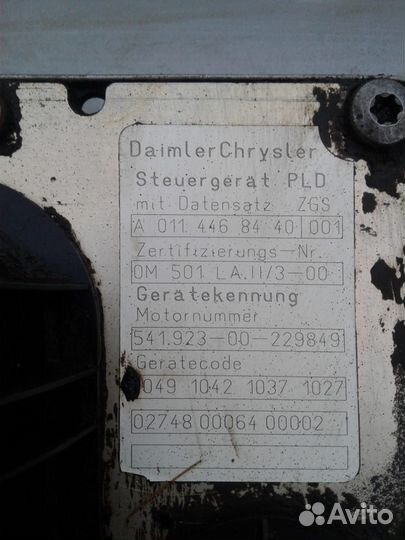 DaimlerChrysler
Steuergerät PLD
mit Datensatz ZGS
A 011 446 84 40 001
Zertifizierungs-Nr.
OM 501 LA.II/3-00
Gerätekennung
Motornummer
541.923-00-229849
Gerätecode
049 1042 1037 1027
02748 00064 00002
Avito